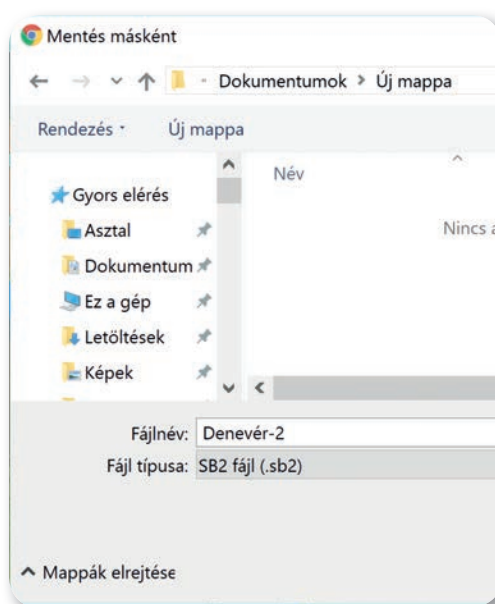 Mentés másként
Dokumentumok > Új mappa
Rendezés Új mappa
Név
Gyors elérés
Asztal
Nincs a
Dokumentum
Ez a gép
Letöltések
Képek
Fájlnév: Denevér-2
Fájl típusa: SB2 fájl (.sb2)
Mappák elrejtése